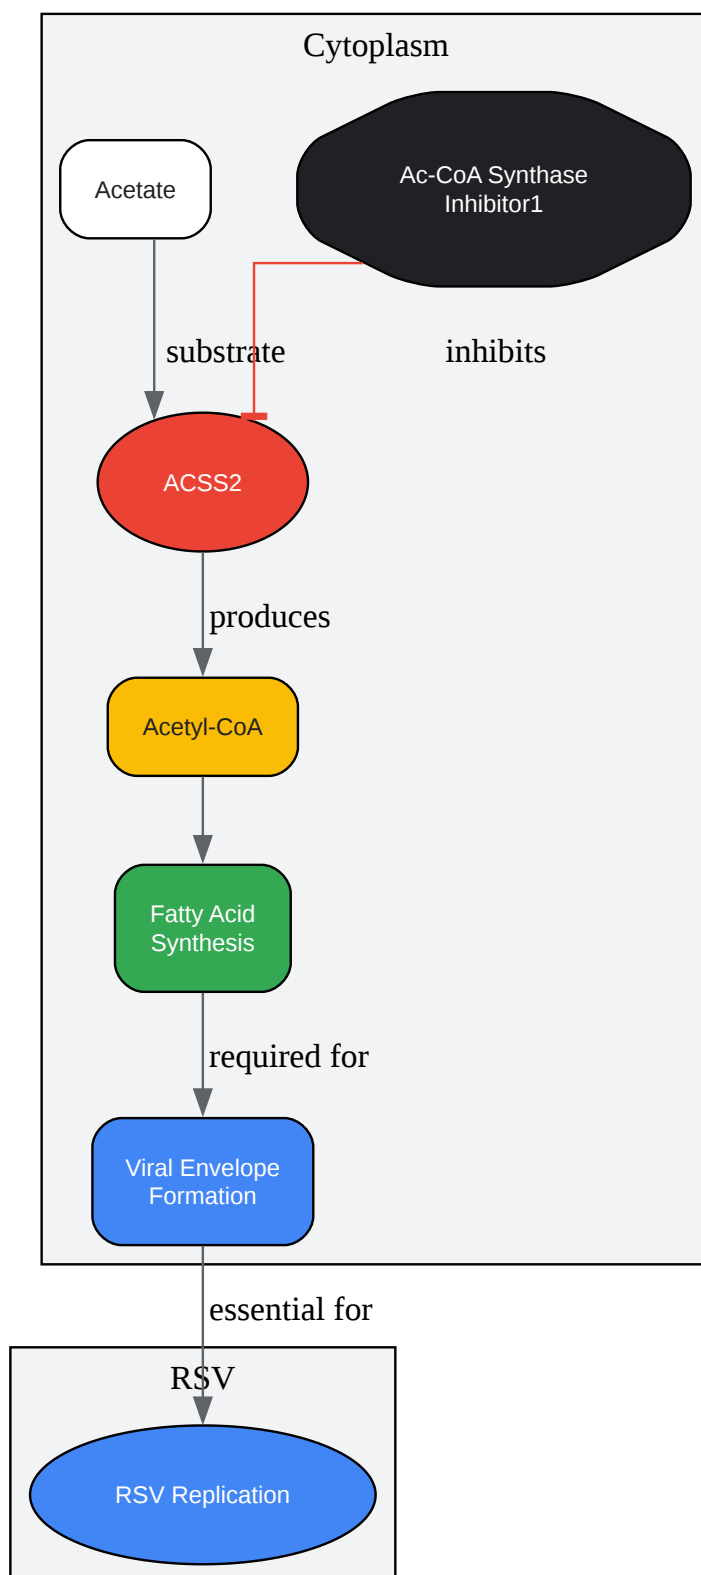 Cytoplasm
Acetate
Ac-CoA Synthase
Inhibitor1
substrate
inhibits
ACSS2
produces
Acetyl-CoA
Fatty Acid
Synthesis
required for
Viral Envelope
Formation
essential for
RSV
RSV Replication